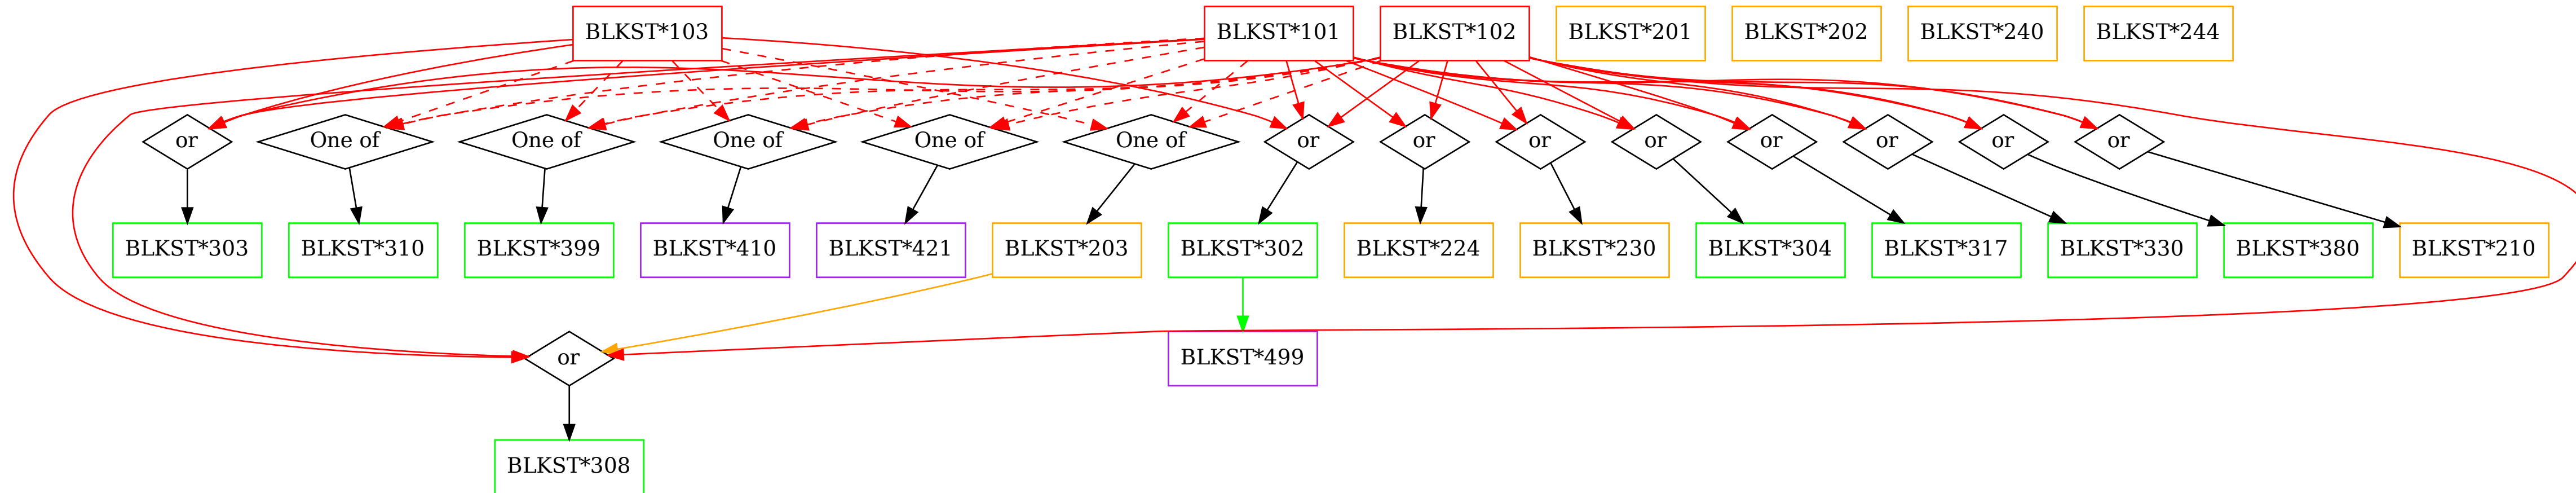 BLKST*103
BLKST*101
BLKST*102
BLKST*201
BLKST*202
BLKST*240
BLKST*244
or
One of
One of
One of
One of
One of
or
or
or
or
or
or
or
or
BLKST*303
BLKST*310
BLKST*399
BLKST*410
BLKST*421
BLKST*203
BLKST*302
BLKST*224
BLKST*230
BLKST*304
BLKST*317
BLKST*330
BLKST*380
BLKST*210
or
BLKST*499
BLKST*308